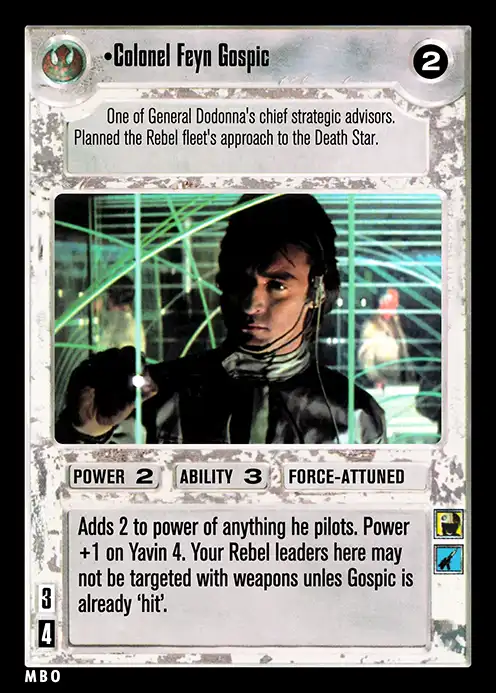 •Colonel Feyn Gospic
2
One of General Dodonna's chief strategic advisors.
Planned the Rebel fleet's approach to the Death Star.
POWER 2 ABILITY 3 FORCE-ATTUNED
Adds 2 to power of anything he pilots. Power
+1 on Yavin 4. Your Rebel leaders here may
not be targeted with weapons unles Gospic is
already ‘hit’.
3
4
MBO